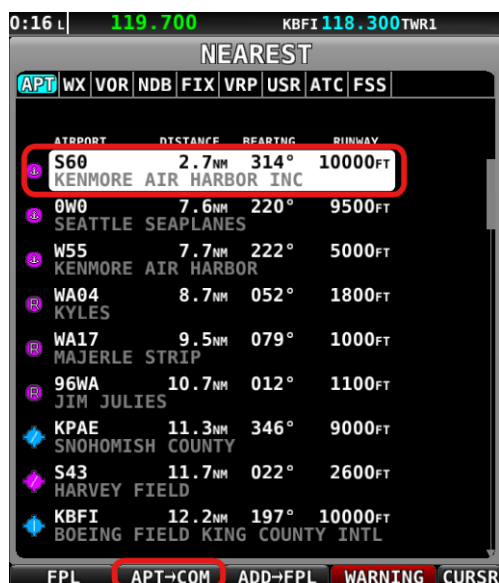 0:16 L 119.700 KBFI 118.300 TWR1
NEAREST
APT WX VOR NDB FIX VRP USR ATC FSS
AIRPORT DISTANCE BEARING RUNWAY
S60 2.7NM 314° 10000FT
KENMORE AIR HARBOR INC
0W0 7.6NM 220° 9500FT
SEATTLE SEAPLANES
W55 7.7NM 222° 5000FT
KENMORE AIR HARBOR
R WA04 8.7NM 052° 1800FT
KYLES
R WA17 9.5NM 079° 1000FT
MAJERLE STRIP
R 96WA 10.7NM 012° 1100FT
JIM JULIES
KPAE 11.3NM 346° 9000FT
SNOHOMISH COUNTY
S43 11.7NM 022° 2600FT
HARVEY FIELD
KBFI 12.2NM 197° 10000FT
BOEING FIELD KING COUNTY INTL
FPL APT→COM ADD→FPL WARNING CURSR